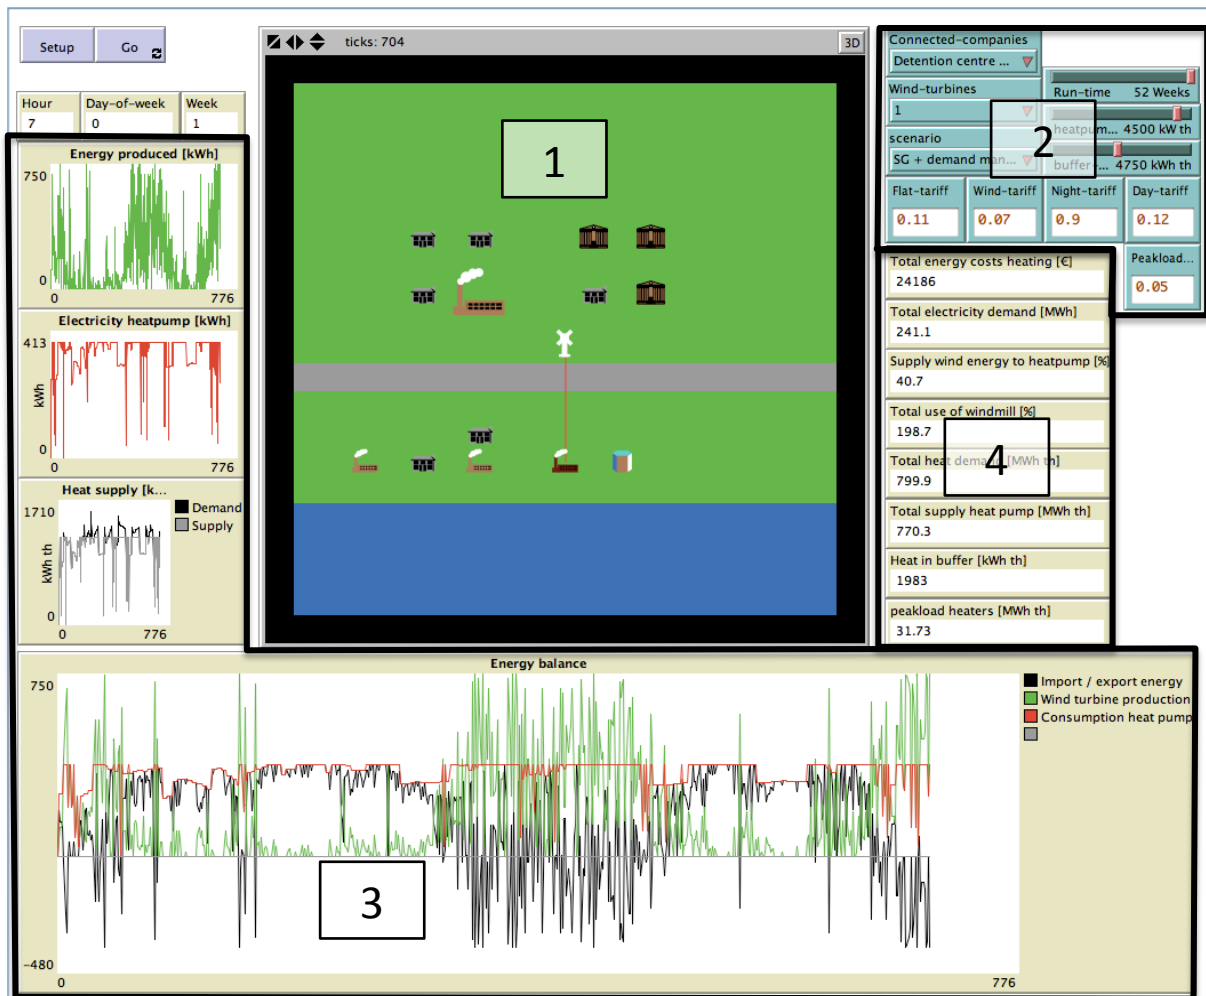 Setup
Go
ticks: 704
3D
Hour
7
Day-of-week
0
Week
1
Energy produced [kWh]
750
0
0
776
Electricity heatpump [kWh]
413
kWh
0
0
776
Heat supply [k...
Demand
Supply
1710
kWh th
0
0
776
1
Connected-companies
Detention centre ...
Wind-turbines
1
scenario
SG + demand man...
Run-time 52 Weeks
heatpum... 4500 kW th
buffer-... 4750 kWh th
2
Flat-tariff
0.11
Wind-tariff
0.07
Night-tariff
0.9
Day-tariff
0.12
Peakload...
0.05
Total energy costs heating [€]
24186
Total electricity demand [MWh]
241.1
Supply wind energy to heatpump [%]
40.7
Total use of windmill [%]
198.7
Total heat demand [MWh th]
799.9
4
Total supply heat pump [MWh th]
770.3
Heat in buffer [kWh th]
1983
peakload heaters [MWh th]
31.73
Energy balance
750
-480
0
776
Import / export energy
Wind turbine production
Consumption heat pump
3